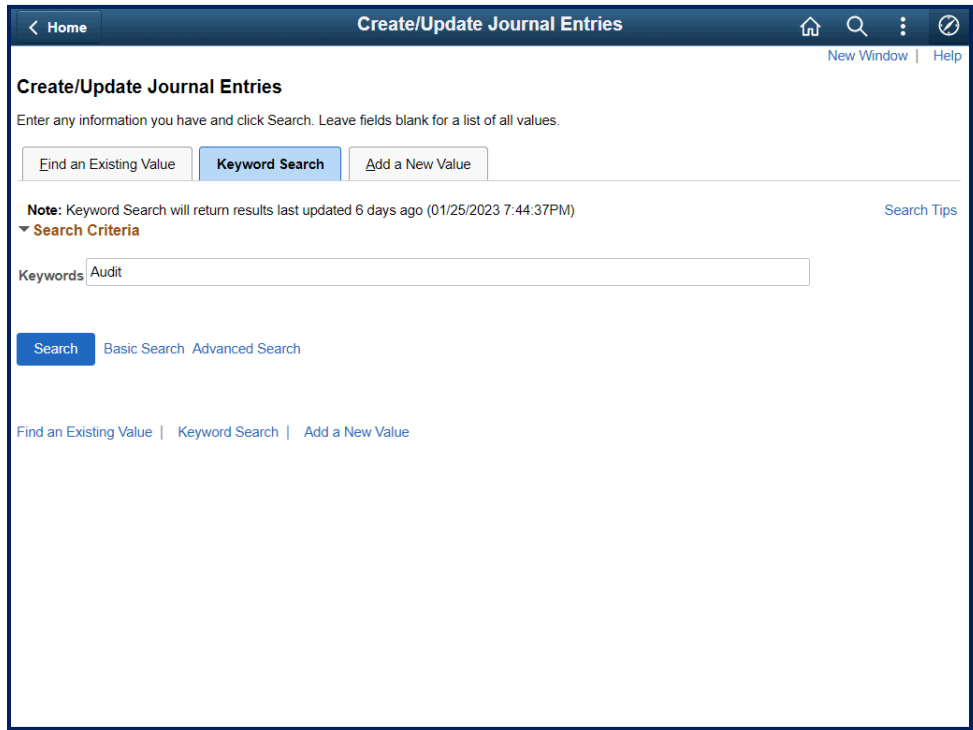 Home
Create/Update Journal Entries
New Window | Help
Create/Update Journal Entries
Enter any information you have and click Search. Leave fields blank for a list of all values.
Find an Existing Value
Keyword Search
Add a New Value
Note: Keyword Search will return results last updated 6 days ago (01/25/2023 7:44:37PM)
Search Tips
Search Criteria
Keywords Audit
Search Basic Search Advanced Search
Find an Existing Value | Keyword Search | Add a New Value